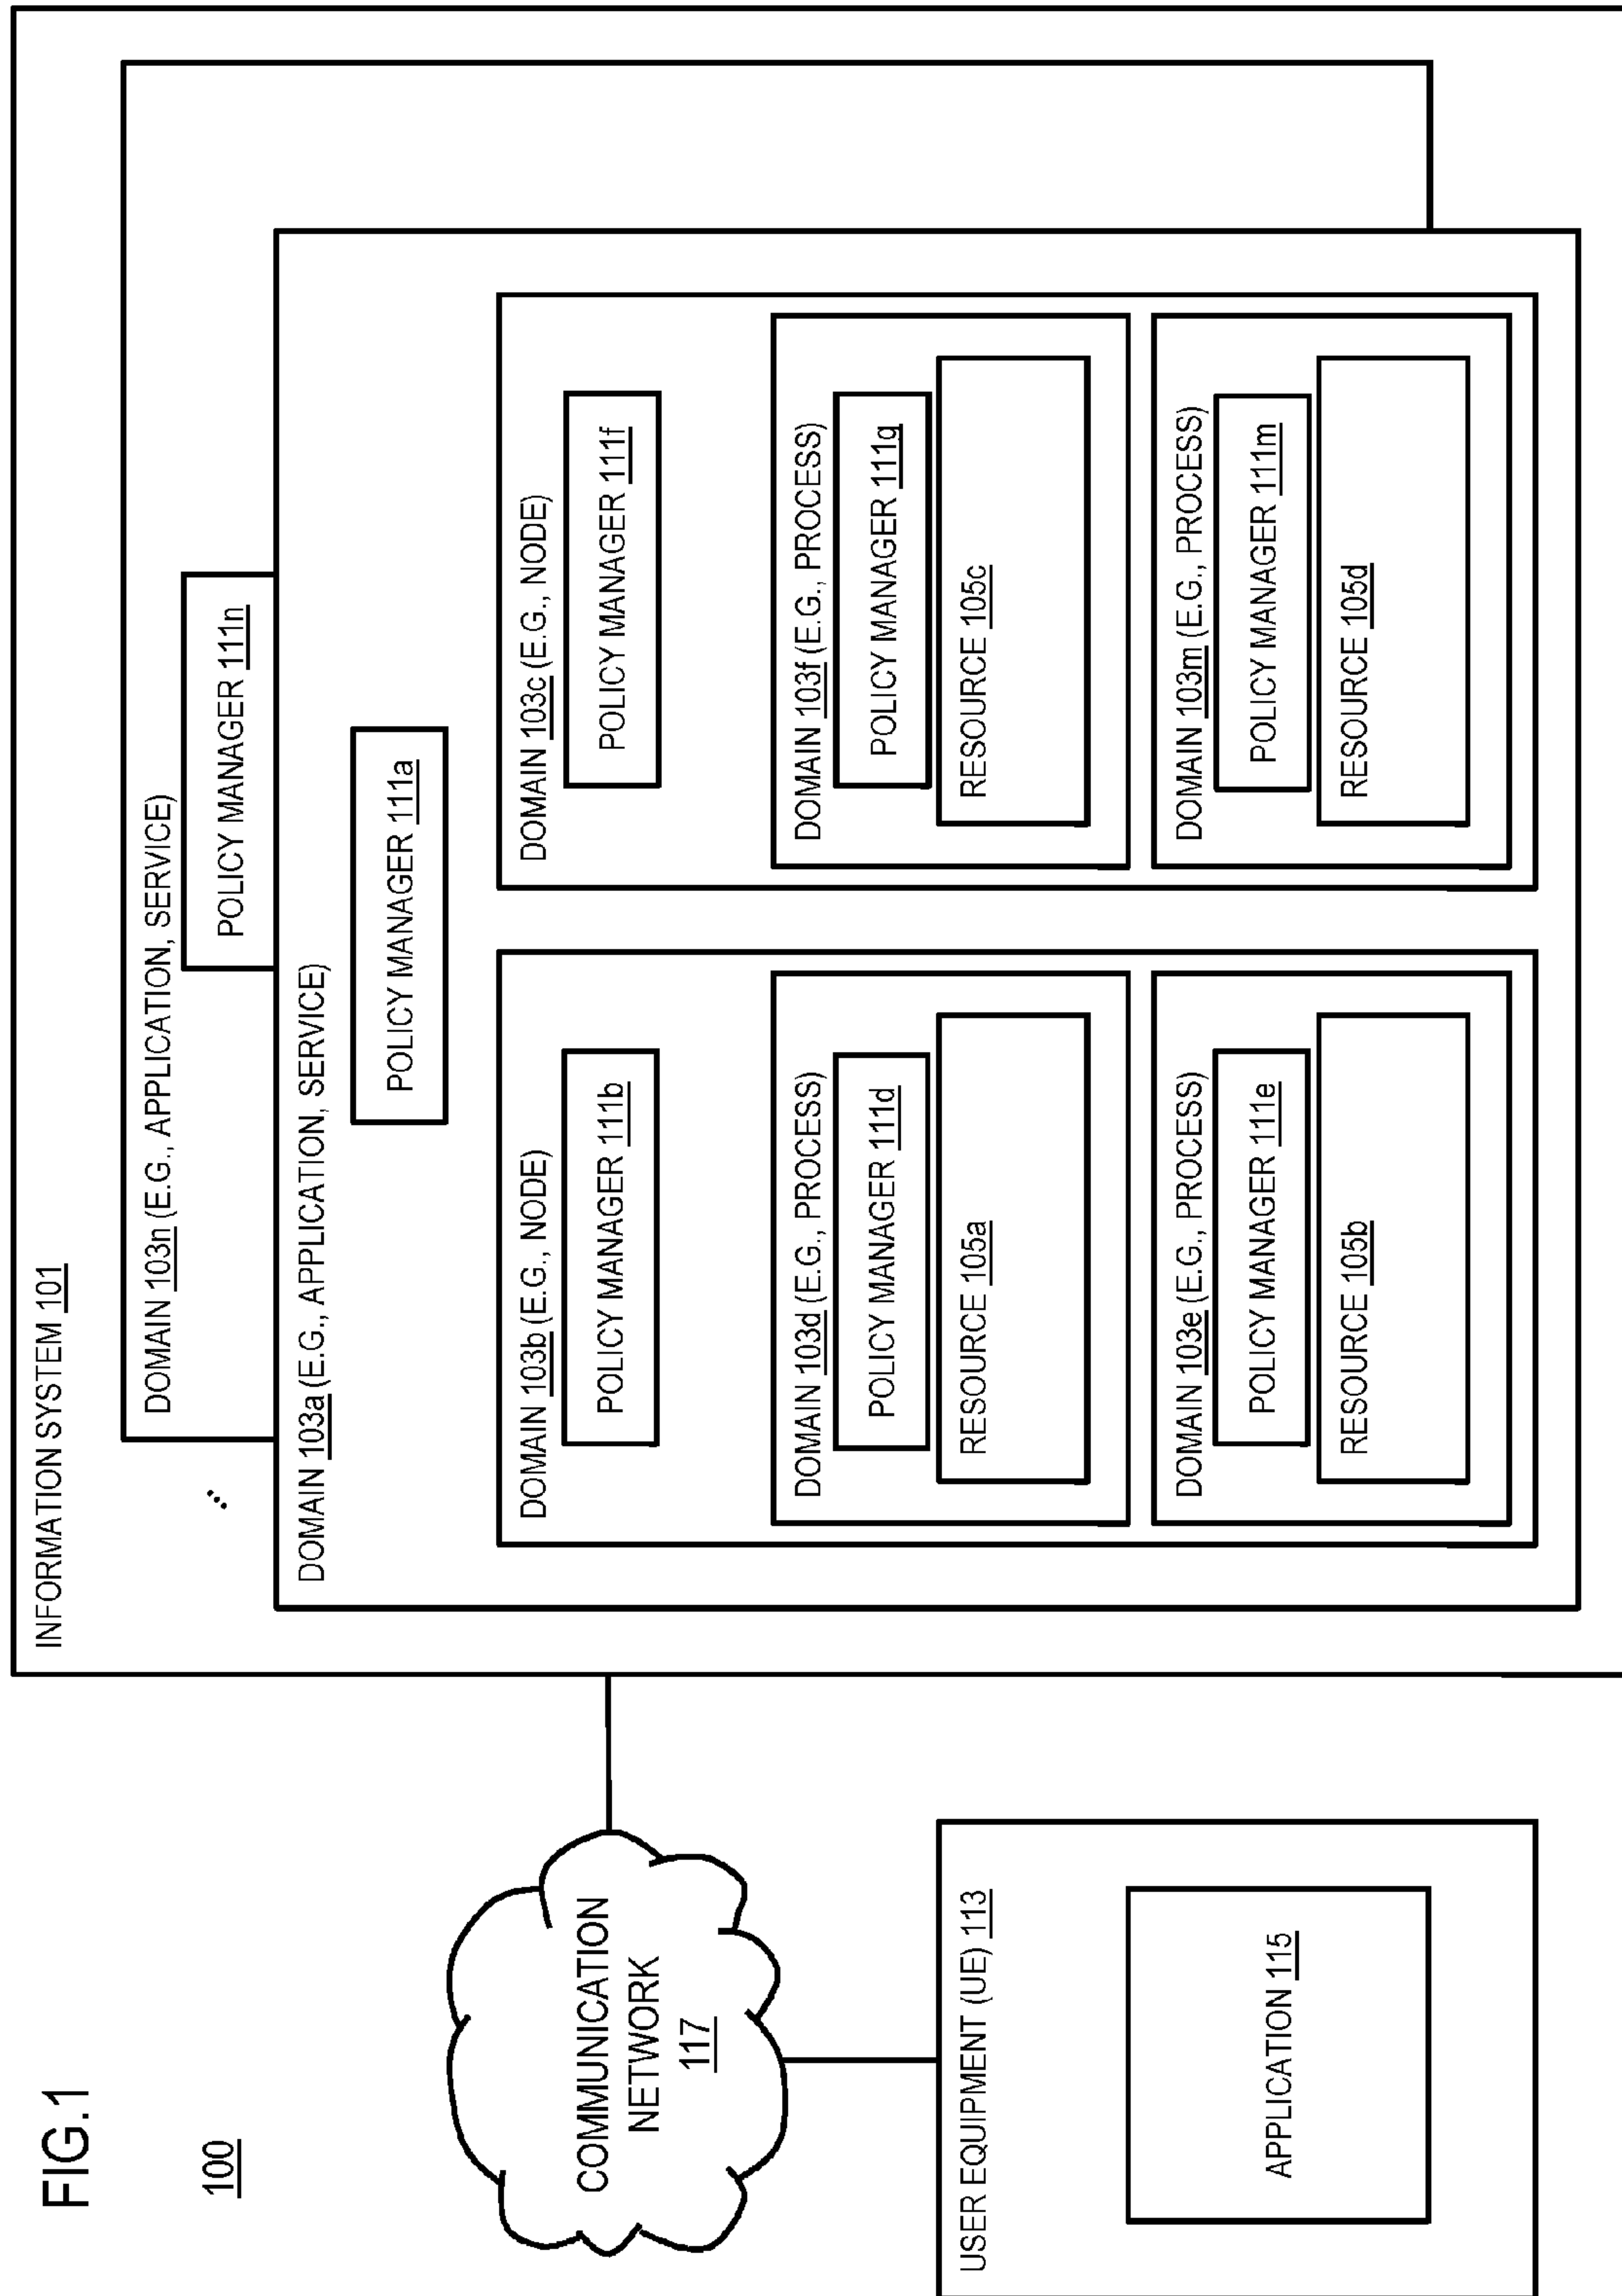 FIG.1
100
COMMUNICATION
NETWORK
117
USER EQUIPMENT (UE) 113
APPLICATION 115
INFORMATION SYSTEM 101
...
DOMAIN 103n (E.G., APPLICATION, SERVICE)
POLICY MANAGER 111n
DOMAIN 103a (E.G., APPLICATION, SERVICE)
POLICY MANAGER 111a
DOMAIN 103b (E.G., NODE)
POLICY MANAGER 111b
DOMAIN 103d (E.G., PROCESS)
POLICY MANAGER 111d
RESOURCE 105a
DOMAIN 103e (E.G., PROCESS)
POLICY MANAGER 111e
RESOURCE 105b
DOMAIN 103c (E.G., NODE)
POLICY MANAGER 111f
DOMAIN 103f (E.G., PROCESS)
POLICY MANAGER 111g
RESOURCE 105c
DOMAIN 103m (E.G., PROCESS)
POLICY MANAGER 111m
RESOURCE 105d